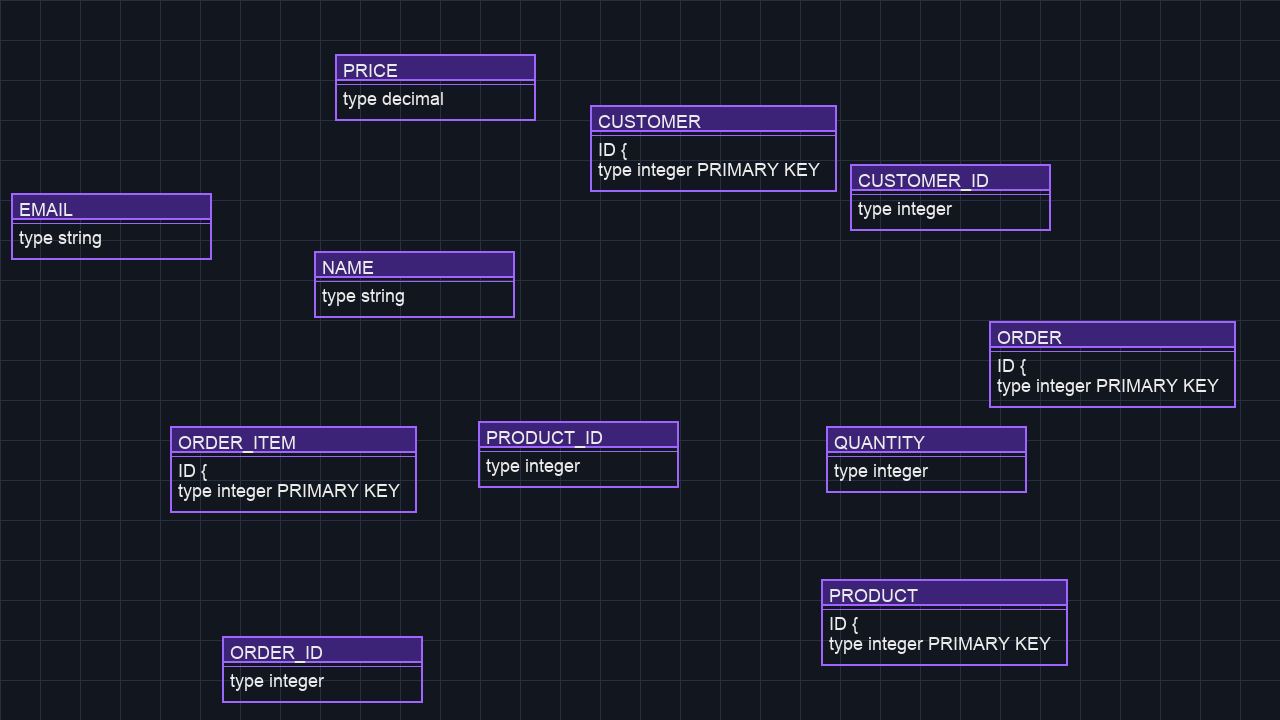 PRICE
type decimal
CUSTOMER
ID {
type integer PRIMARY KEY
CUSTOMER_ID
type integer
EMAIL
type string
NAME
type string
ORDER
ID {
type integer PRIMARY KEY
ORDER_ITEM
ID {
type integer PRIMARY KEY
PRODUCT_ID
type integer
QUANTITY
type integer
PRODUCT
ID {
type integer PRIMARY KEY
ORDER_ID
type integer